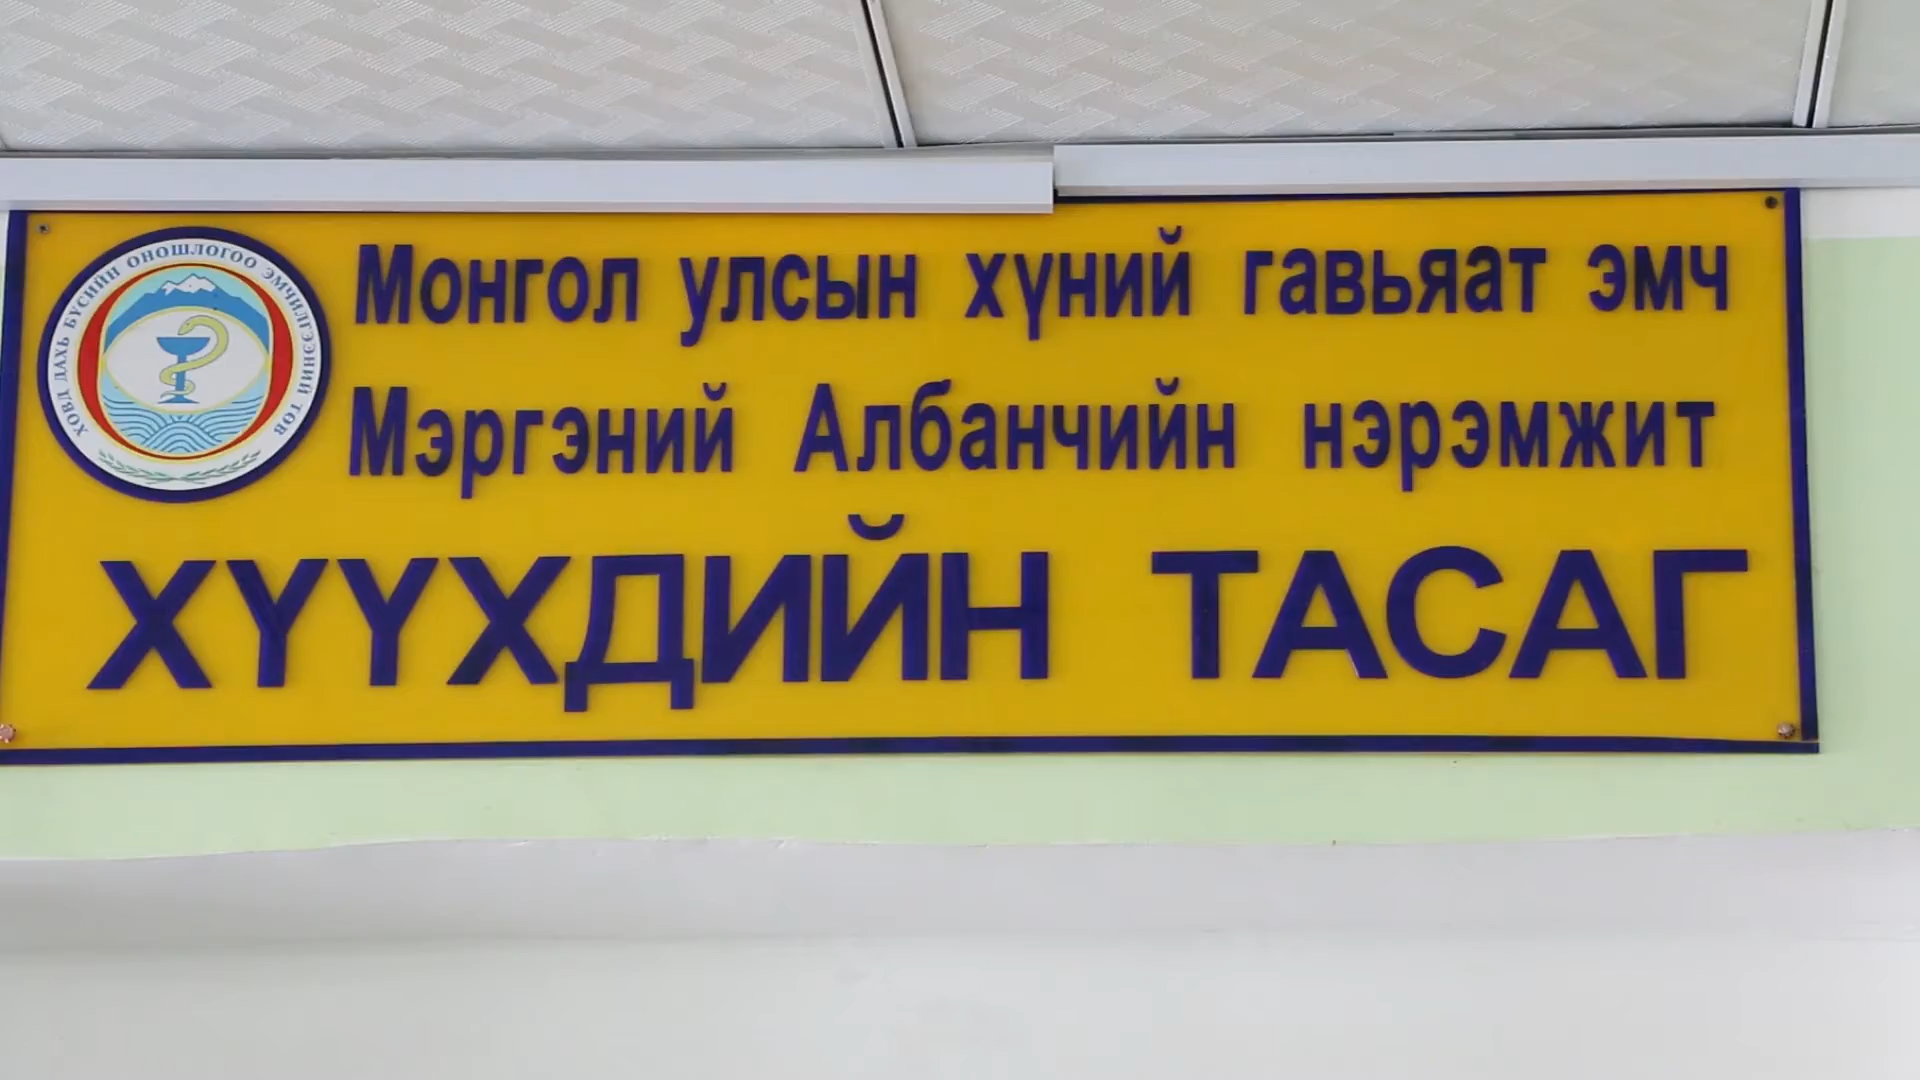 ХОВД ДАХЬ БҮСИЙН ОНОШЛОГОО ЭМЧИЛГЭЭНИЙ ТӨВ
Монгол улсын хүний гавьяат эмч
Мэргэний Албанчийн нэрэмжит
ХҮҮХДИЙН ТАСАГ